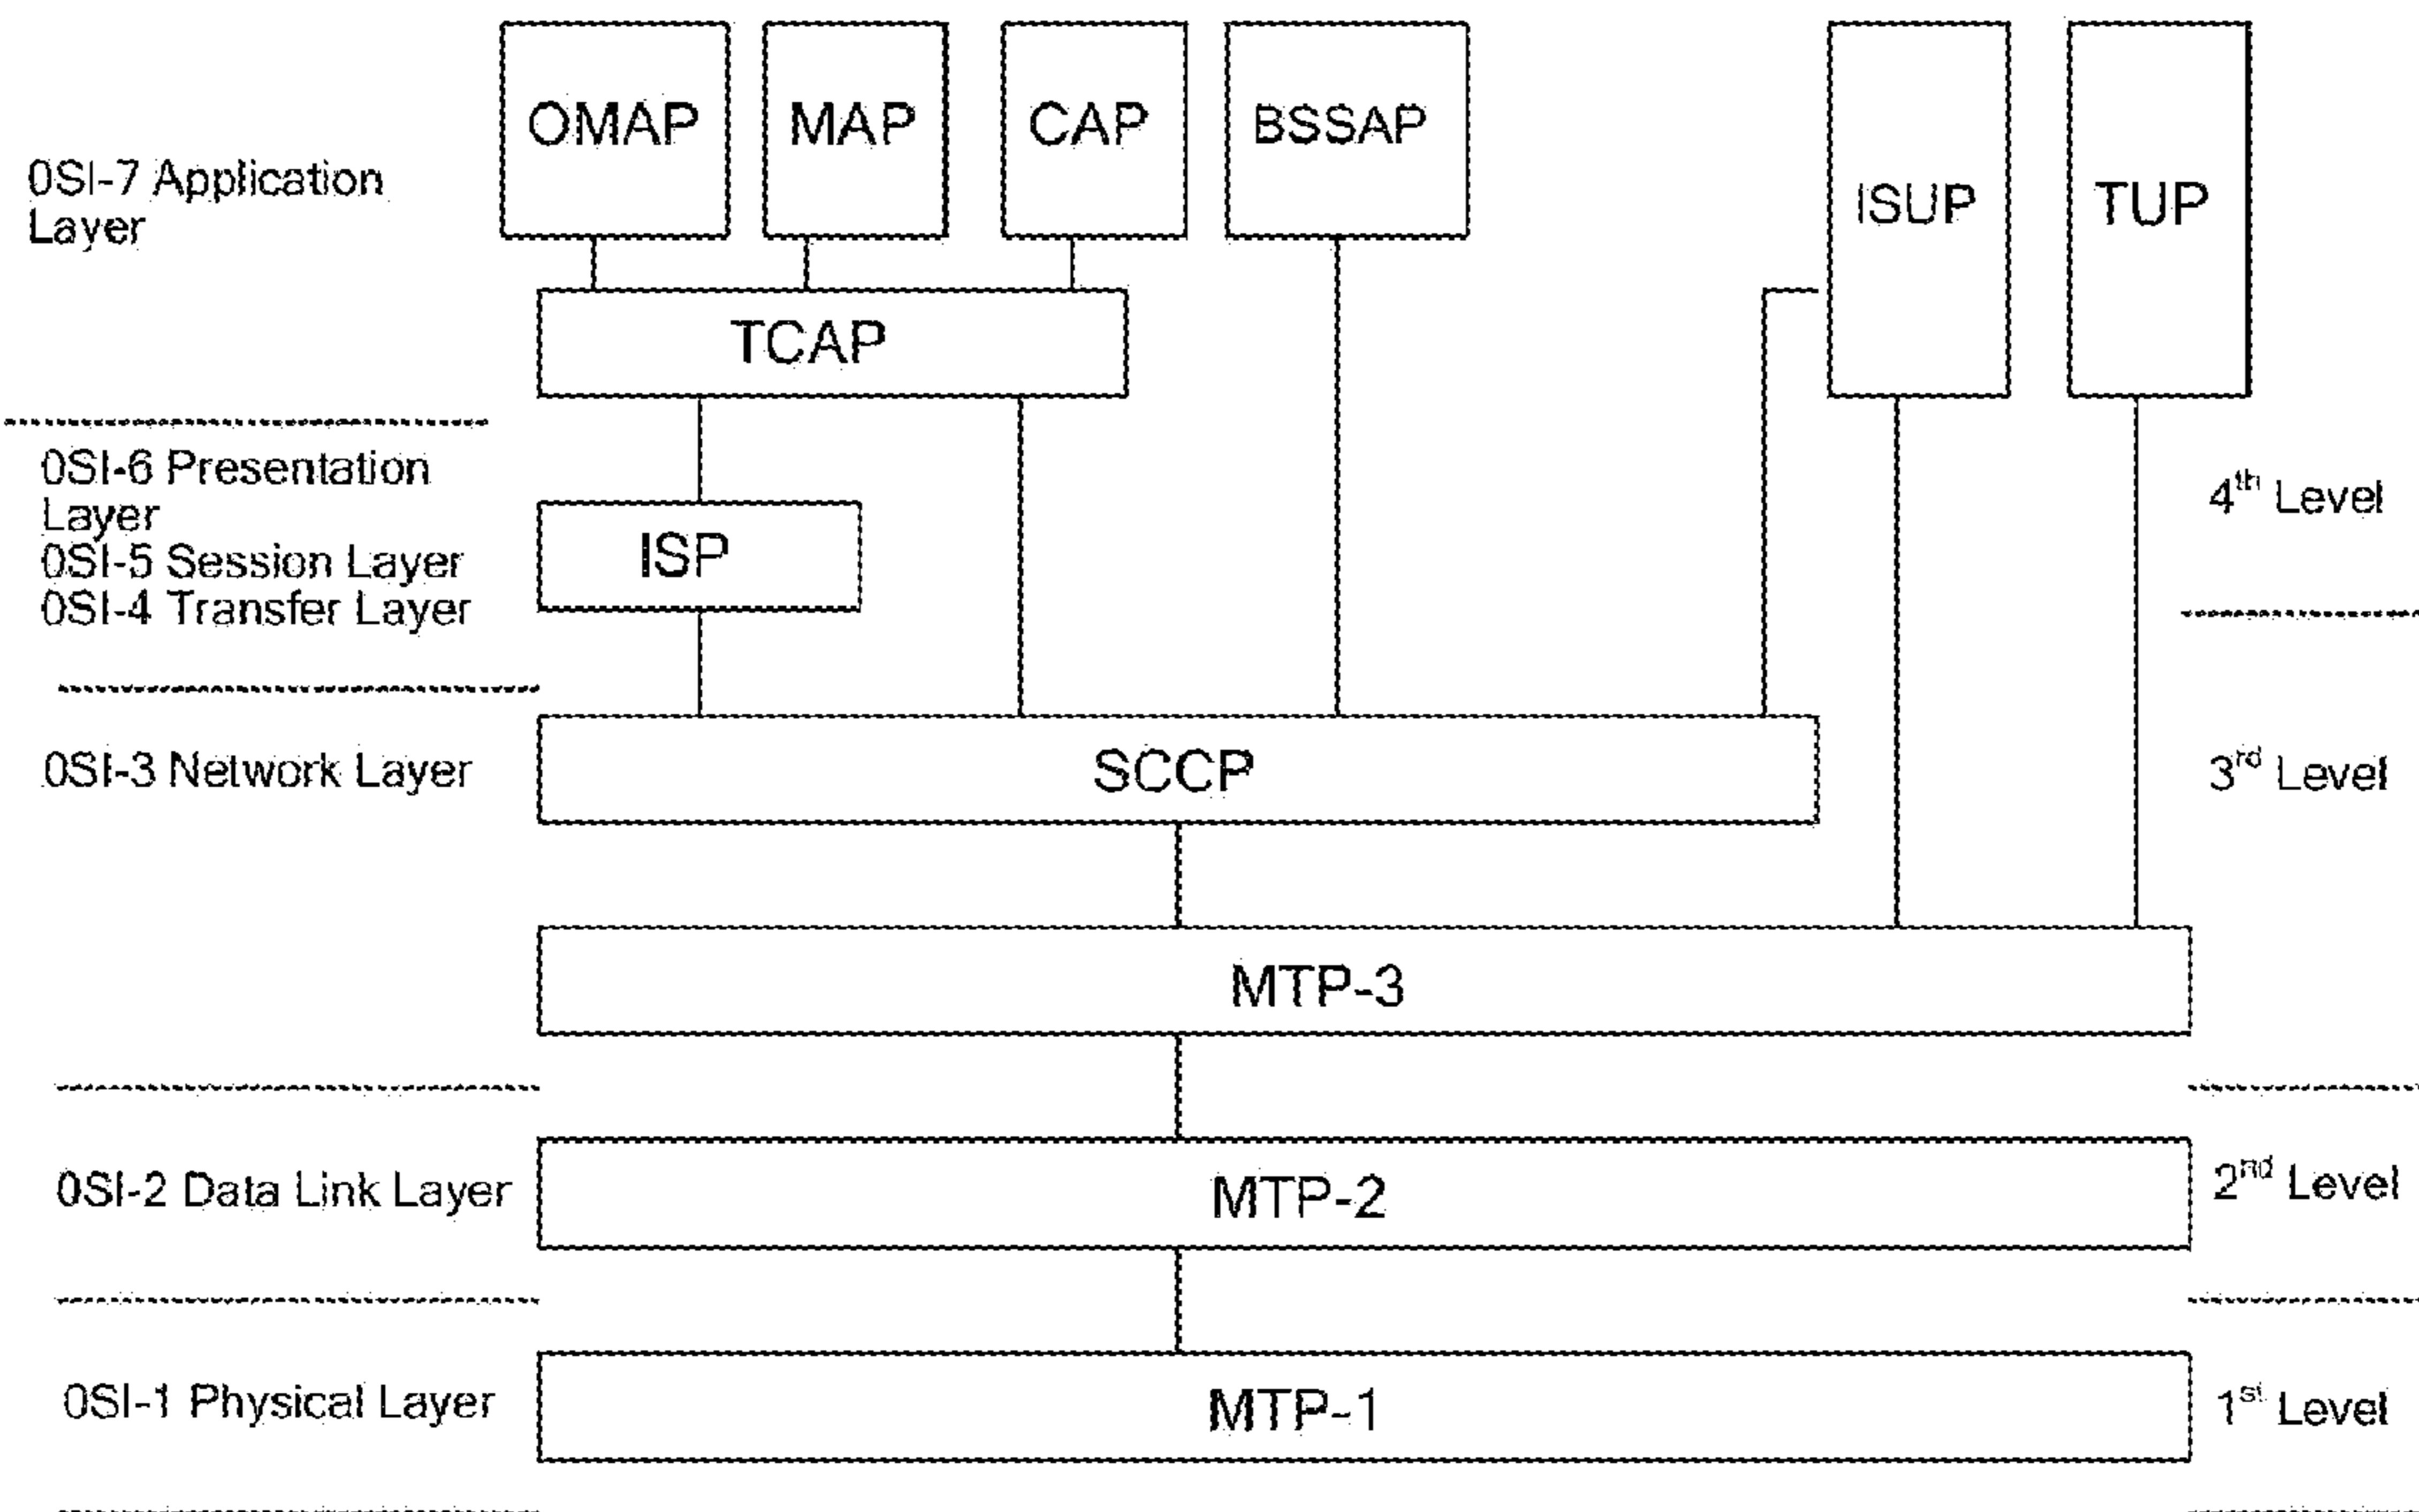 OMAP MAP CAP BSSAP
0SI-7 Application
Layer
ISUP TUP
TCAP
0SI-6 Presentation
Layer
0SI-5 Session Layer
0SI-4 Transfer Layer
4th Level
ISP
0SI-3 Network Layer
SCCP
3rd Level
MTP-3
0SI-2 Data Link Layer
MTP-2
2nd Level
0SI-1 Physical Layer
MTP-1
1st Level